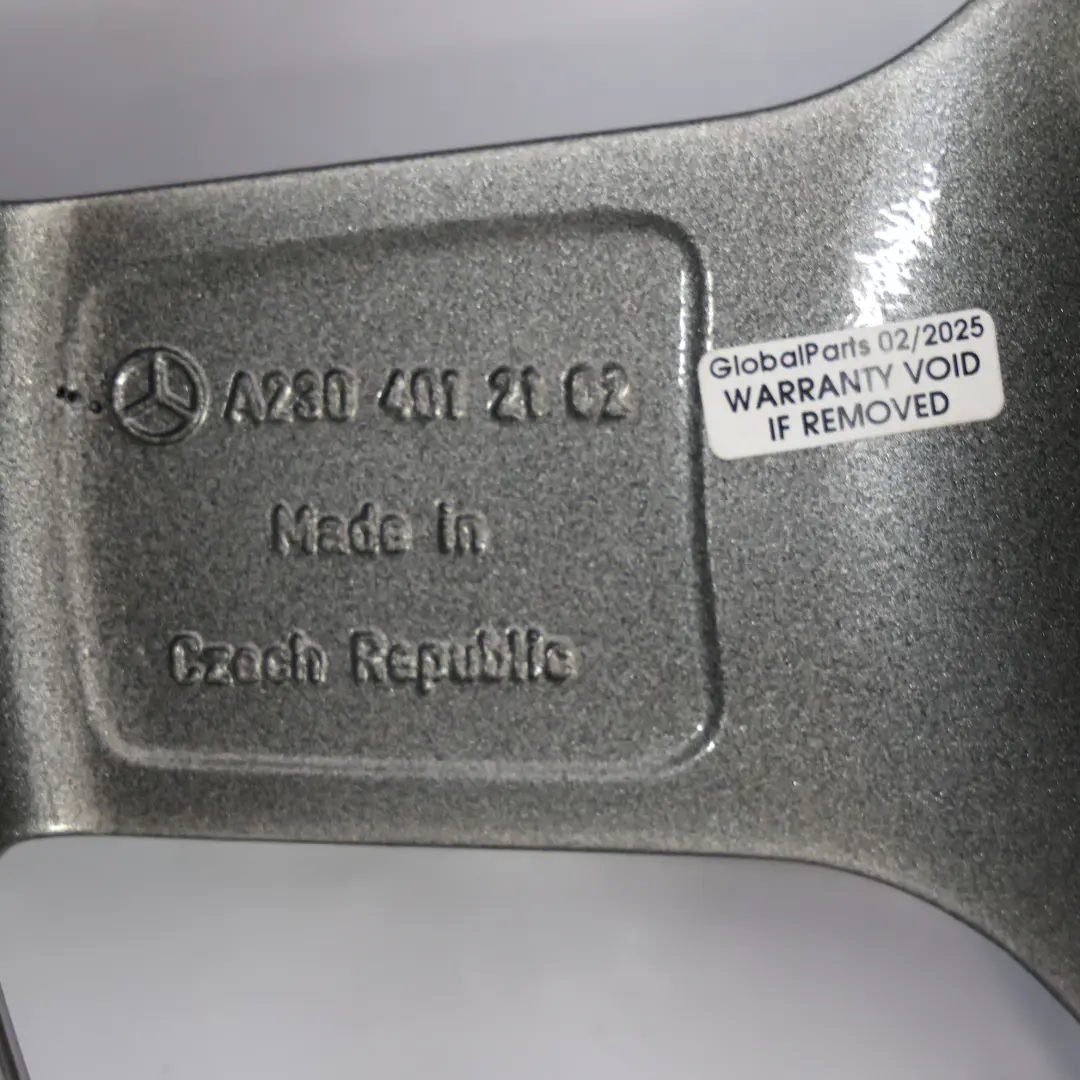 A230 401 21 02
Made in
Czech Republic
GlobalParts 02/2025
WARRANTY VOID
IF REMOVED